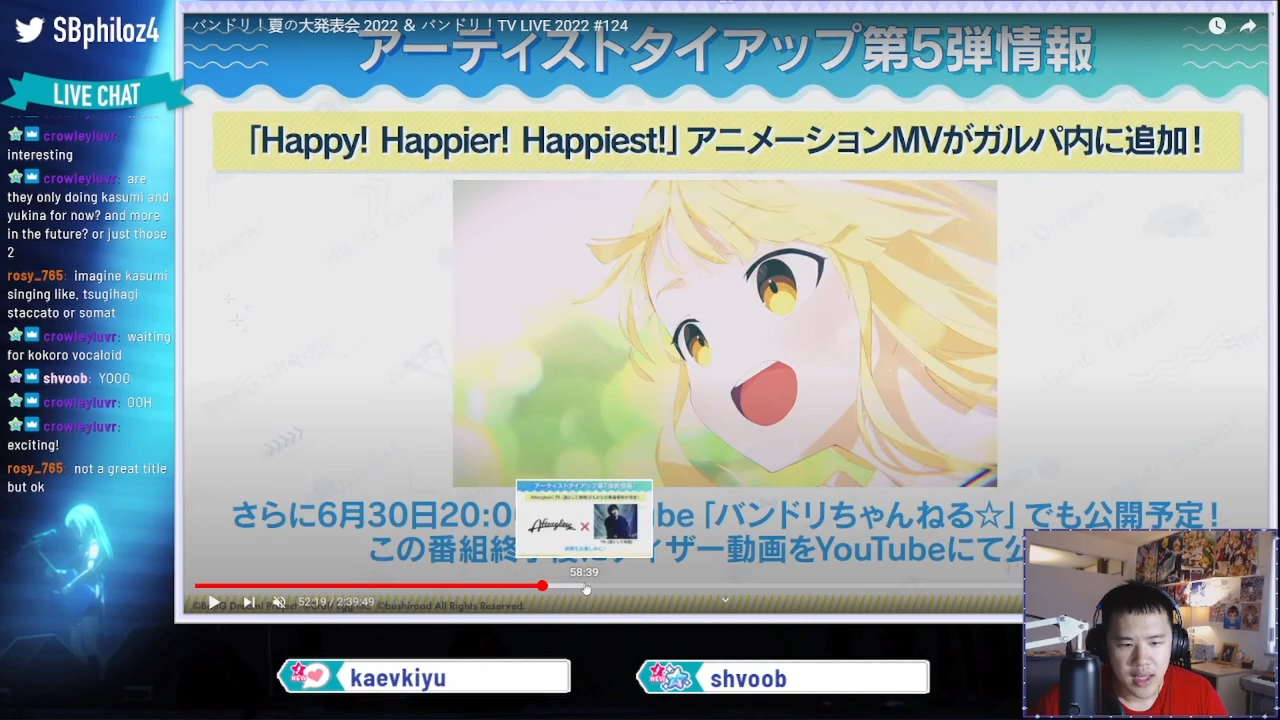 SBphiloz4
LIVE CHAT
crowleyluvr:
interesting
crowleyluvr: are
they only doing kasumi and
yukina for now? and more
in the future? or just those
2
rosy_765: imagine kasumi
singing like. tsugihagi
staccato or somat
crowleyluvr: waiting
for kokoro vocaloid
shvoob: YOOO
crowleyluvr: OOH
crowleyluvr:
exciting!
rosy_765: not a great title
but ok
バンドリ！夏の大発表会 2022 ＆ バンドリ！TV LIVE 2022 #124
アーティストタイアップ第5弾情報
「Happy! Happier! Happiest!」アニメーションMVがガルパ内に追加！
さらに6月30日20:0
be「バンドリちゃんねる☆」でも公開予定！
この番組終
ィザー動画をYouTubeにて公
Afterglow ×
58:39
52:19 / 2:39:49
©bushiroad All Rights Reserved.
NEW kaevkiyu
NEW shvoob